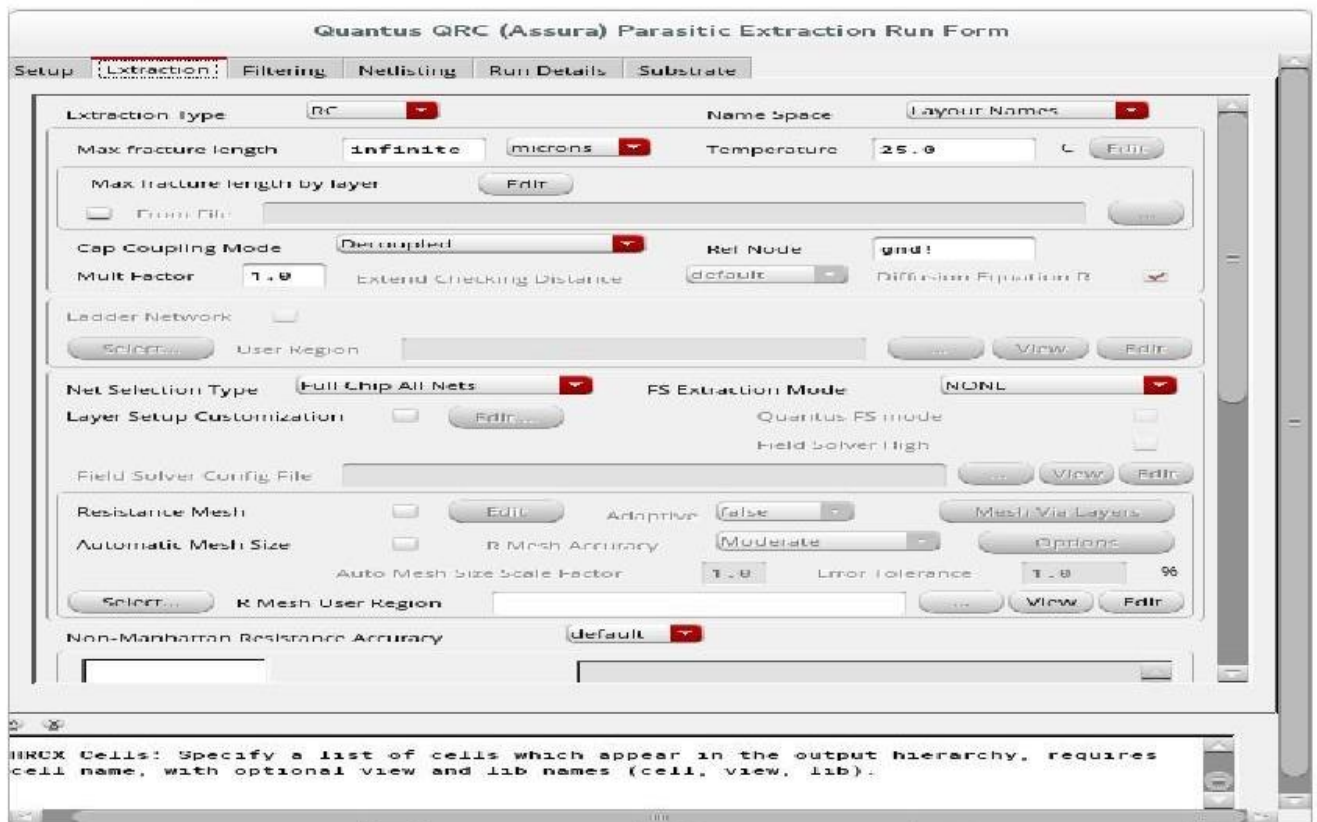 Quantus QRC (Assura) Parasitic Extraction Run Form
Setup Extraction Filtering Netlisting Run Details Substrate
Extraction Type RC Name Space Layout Names
Max fracture length infinite microns Temperature 25.0 C Edit
Max fracture length by layer Edit
From File ...
Cap Coupling Mode Decoupled Ref Node gnd!
Mult Factor 1.0 Extend Checking Distance default Diffusion Equation R
Ladder Network
Select... User Region ... View Edit
Net Selection Type Full Chip All Nets FS Extraction Mode NONE
Layer Setup Customization Edit ... Quantus FS mode
Field Solver High
Field Solver Config File ... View Edit
Resistance Mesh Edit Adaptive false Mesh Via Layers
Automatic Mesh Size R Mesh Accuracy Moderate Options
Auto Mesh Size Scale Factor 1.0 Error Tolerance 1.0 %
Select... R Mesh User Region ... View Edit
Non-Manhattan Resistance Accuracy default
HRCX Cells: Specify a list of cells which appear in the output hierarchy, requires
cell name, with optional view and lib names (cell, view, lib).